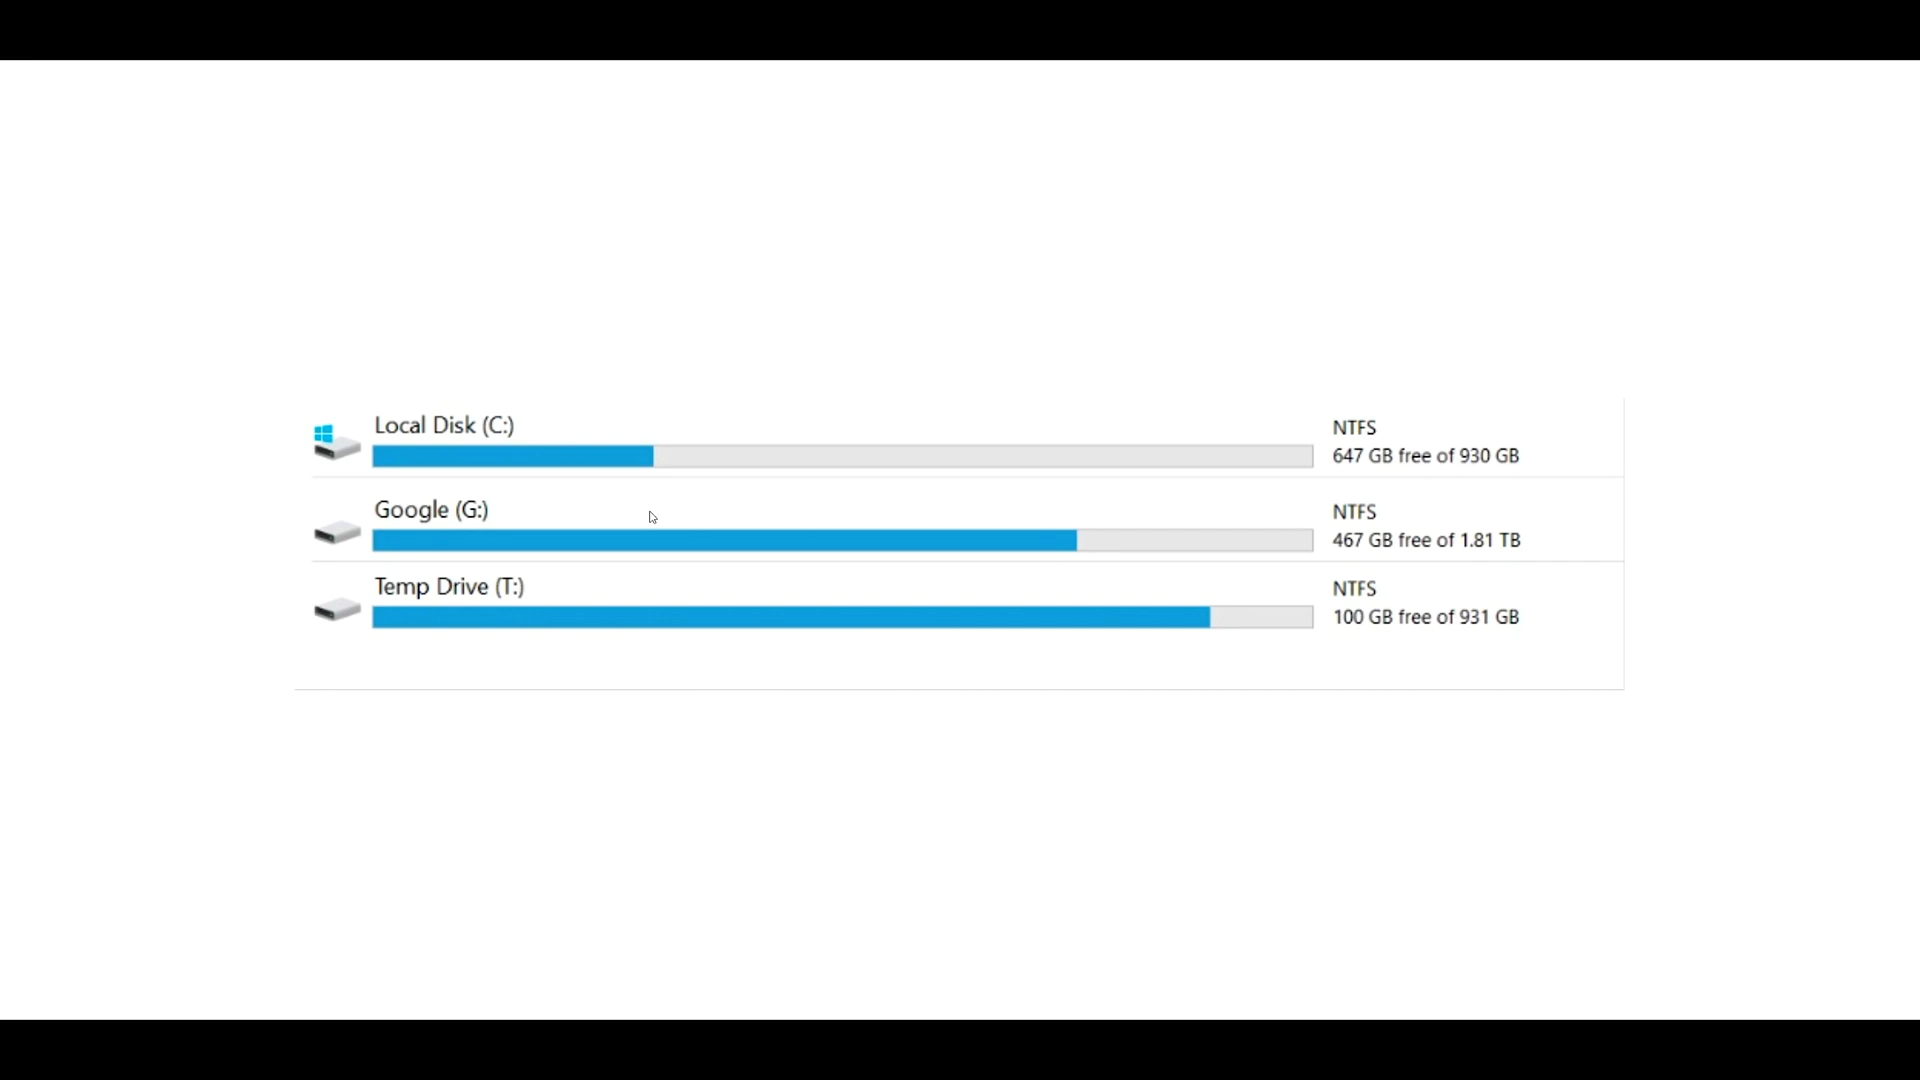 Local Disk (C:)
NTFS
647 GB free of 930 GB
Google (G:)
NTFS
467 GB free of 1.81 TB
Temp Drive (T:)
NTFS
100 GB free of 931 GB